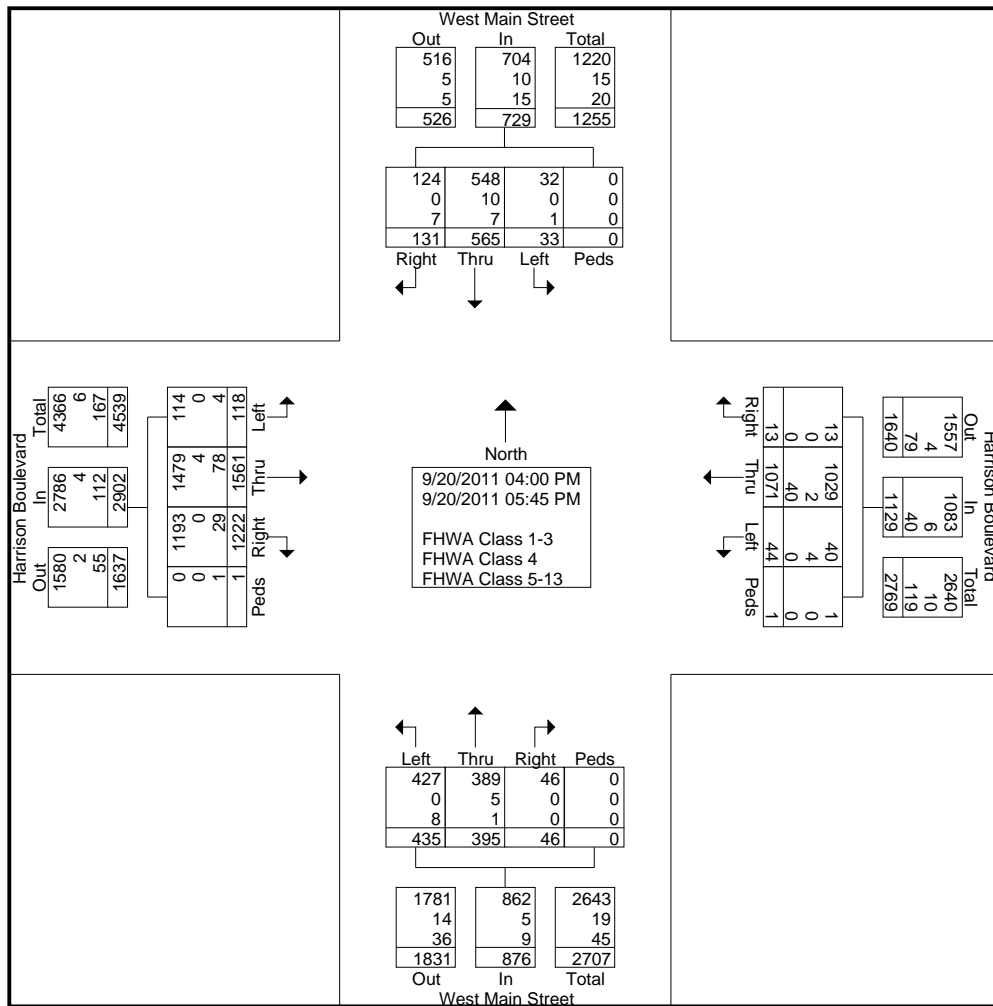 West Main Street
Out In Total
516 704 1220
5 10 15
5 15 20
526 729 1255
124 548 32 0
0 10 0 0
7 7 1 0
131 565 33 0
Right Thru Left Peds
Harrison Boulevard
Total In Out
4366 2786 1580
6 4 2
167 112 55
4539 2902 1637
114 1479 1193 0
0 4 0 0
4 78 29 1
118 1561 1222 1
Left Thru Right Peds
North
9/20/2011 04:00 PM
9/20/2011 05:45 PM
FHWA Class 1-3
FHWA Class 4
FHWA Class 5-13
Right Thru Left Peds
13 1029 40 1
0 2 4 0
0 40 0 0
13 1071 44 1
Out In Total
1557 1083 2640
4 6 10
79 40 119
1640 1129 2769
Harrison Boulevard
Left Thru Right Peds
427 389 46 0
0 5 0 0
8 1 0 0
435 395 46 0
1781 862 2643
14 5 19
36 9 45
1831 876 2707
Out In Total
West Main Street